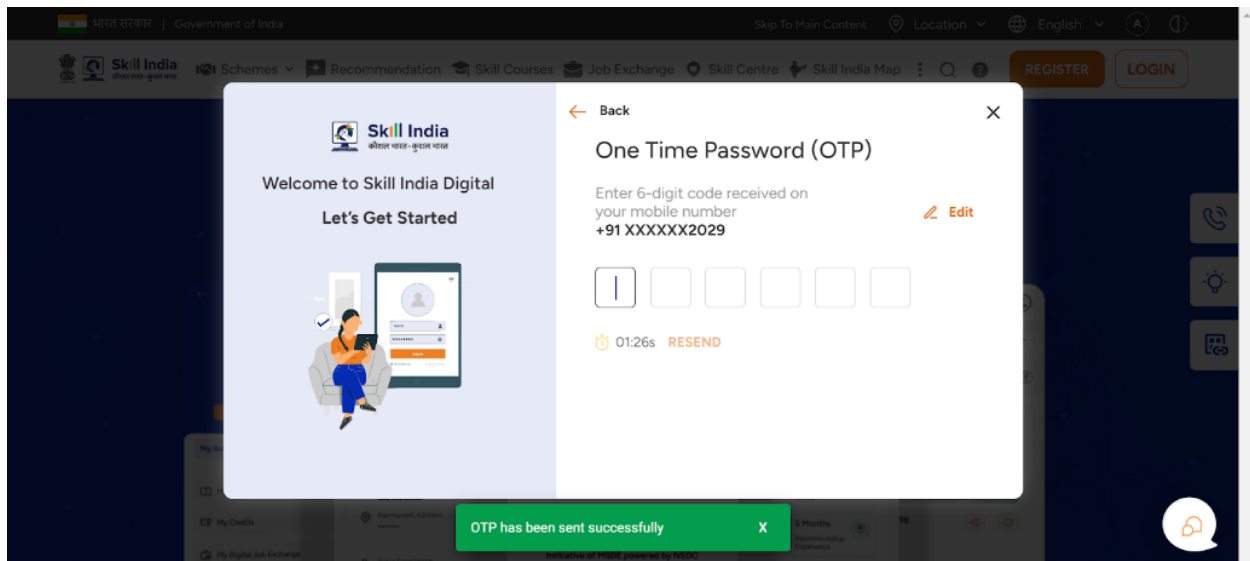 भारत सरकार | Government of India
Skip To Main Content
Location
English
A
Skill India
कौशल भारत-कुशल भारत
Schemes
Recommendation
Skill Courses
Job Exchange
Skill Centre
Skill India Map
REGISTER
LOGIN
Skill India
कौशल भारत-कुशल भारत
Welcome to Skill India Digital
Let's Get Started
Back
One Time Password (OTP)
Enter 6-digit code received on
your mobile number
+91 XXXXXX2029
Edit
01:26s RESEND
OTP has been sent successfully X
My Credits
Permanent Address
5 Months
Apprenticeship
Experience
My Digital Job Exchange
Initiative of MSDE powered by NSDC